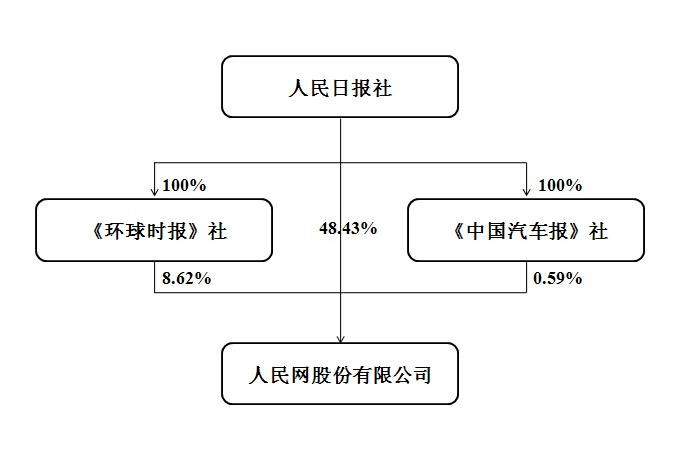 人民日报社
100%
100%
《环球时报》社
48.43%
《中国汽车报》社
8.62%
0.59%
人民网股份有限公司